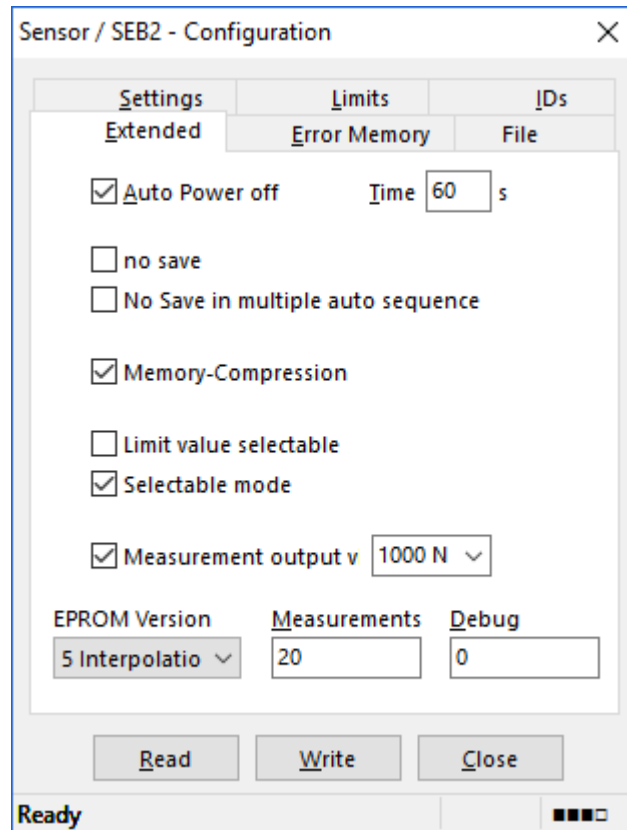 Sensor / SEB2 - Configuration
Settings Limits IDs
Extended Error Memory File
Auto Power off Time 60 s
no save
No Save in multiple auto sequence
Memory-Compression
Limit value selectable
Selectable mode
Measurement output v 1000 N
EPROM Version Measurements Debug
5 Interpolatio 20 0
Read Write Close
Ready